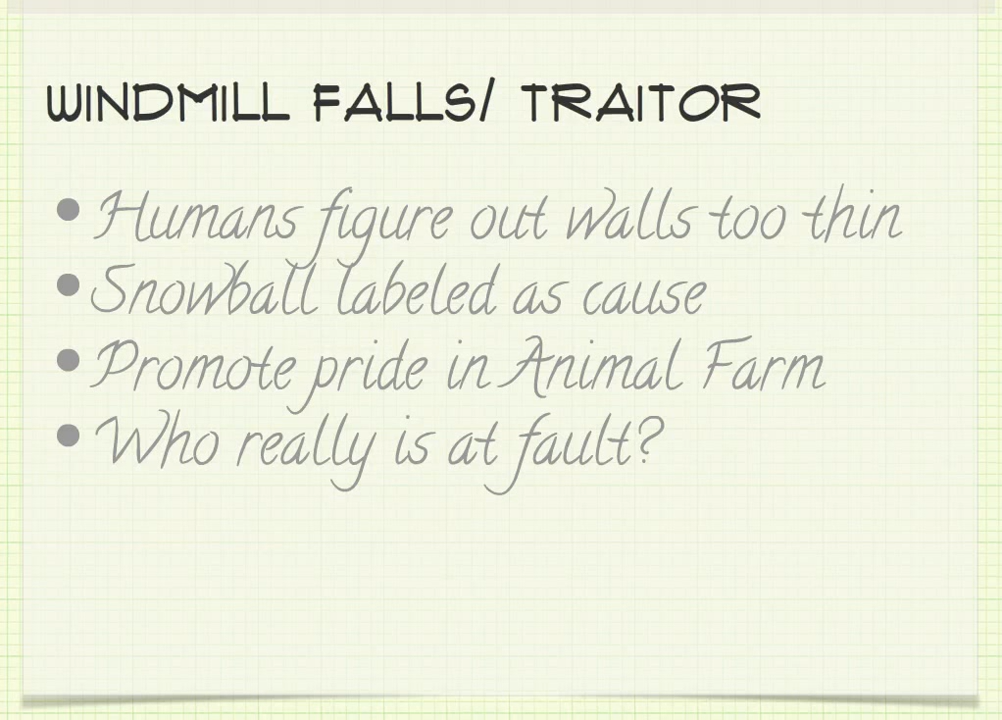 WINDMILL FALLS/ TRAITOR
• Humans figure out walls too thin
• Snowball labeled as cause
• Promote pride in Animal Farm
• Who really is at fault?